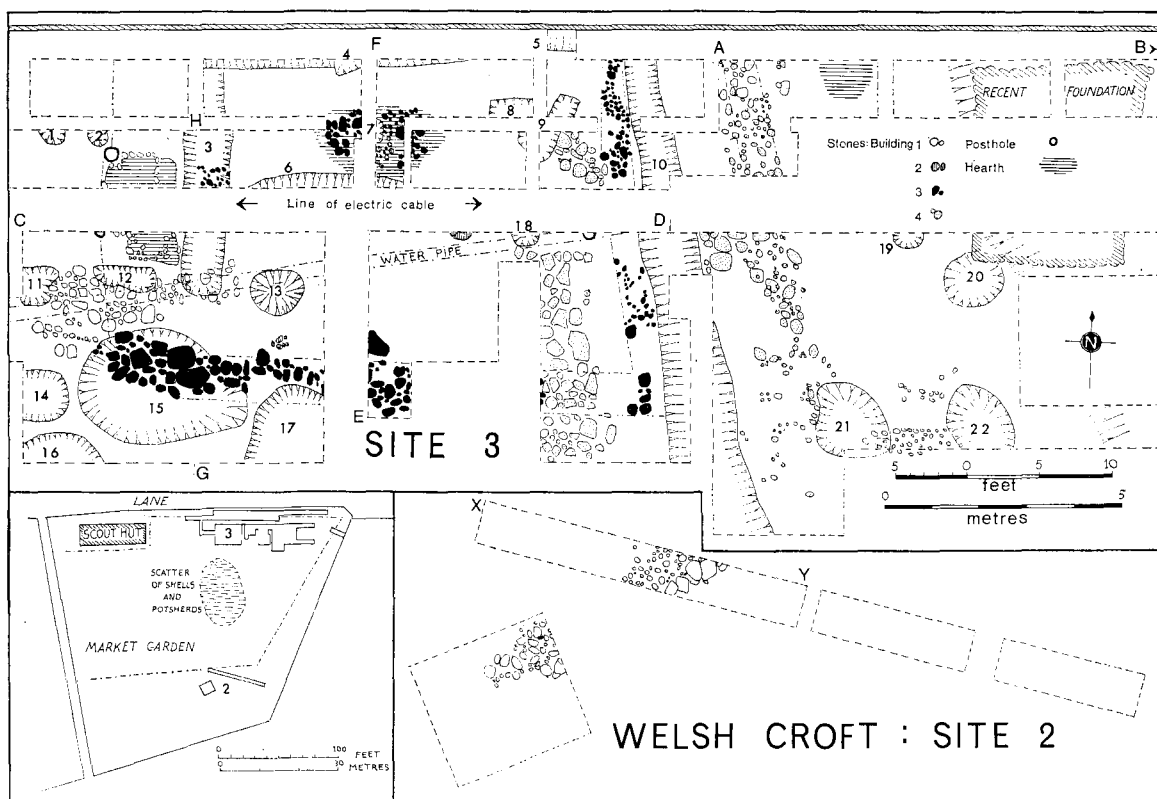 F
A
B
4
5
RECENT FOUNDATION
H
1
2
3
7
8
9
10
6
Line of electric cable
Stones: Building 1
2
3
4
Posthole
Hearth
C
D
18
19
WATER PIPE
11
12
13
20
14
15
17
16
21
22
E
G
SITE 3
5 0 5 10
feet
0 5
metres
N
LANE
SCOUT HUT
3
SCATTER
OF SHELLS
AND
POTSHERDS
MARKET GARDEN
2
0 100
FEET
METRES
0 30
X
Y
WELSH CROFT : SITE 2